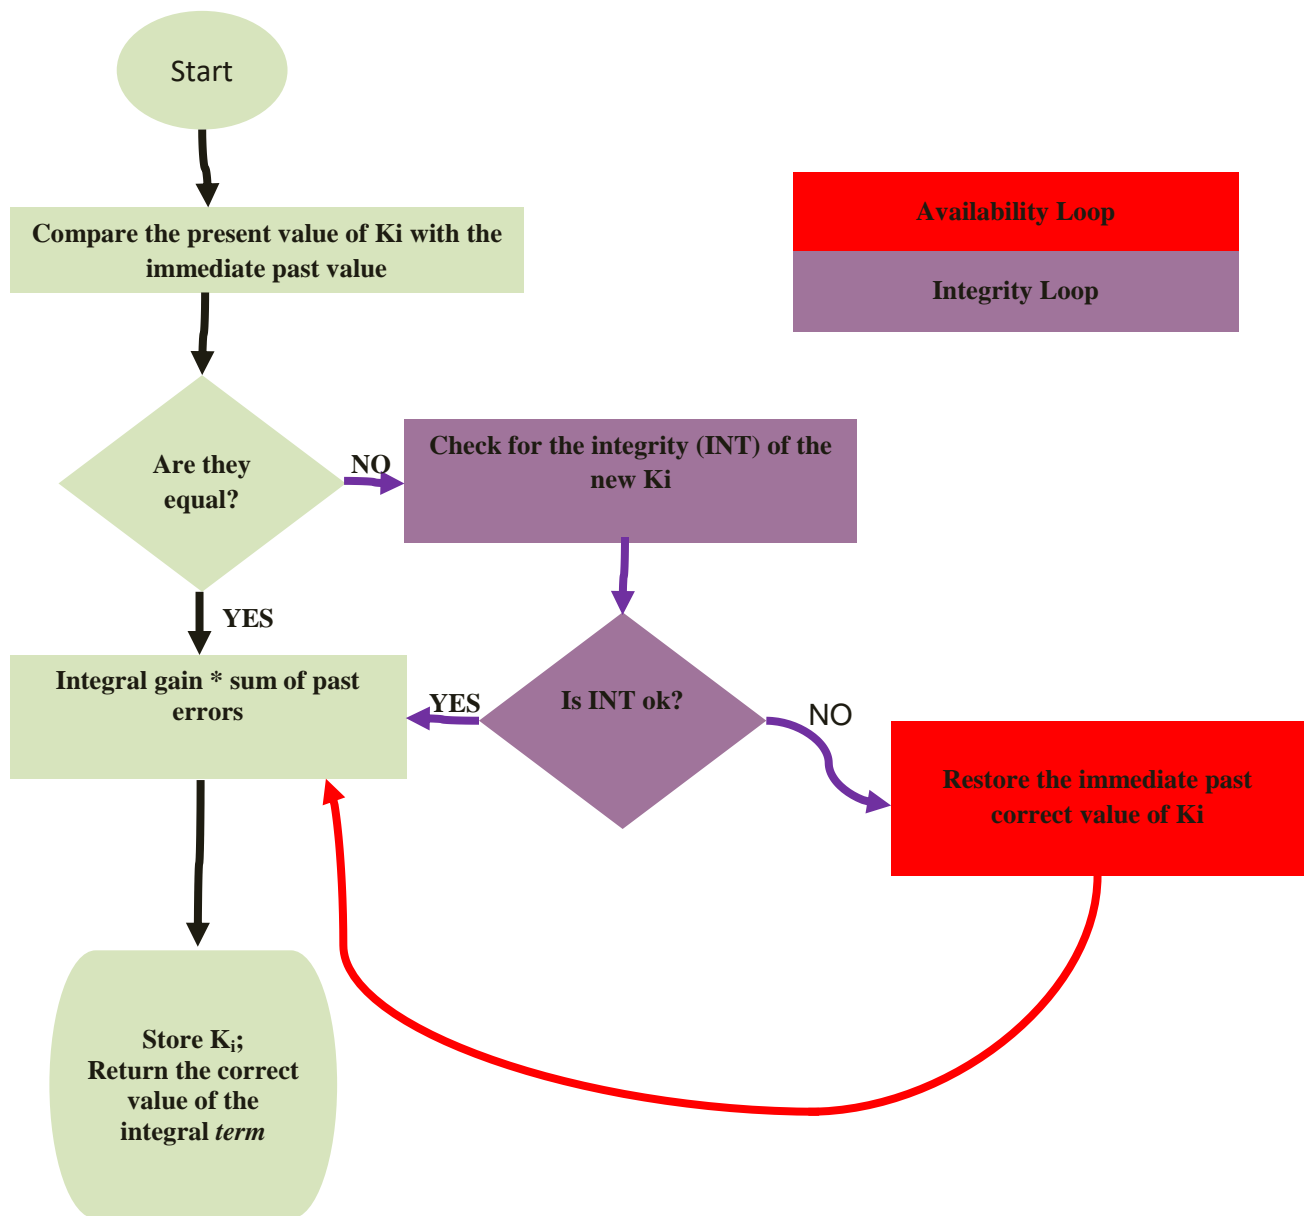 Start
Compare the present value of Ki with the
immediate past value
Availability Loop
Integrity Loop
Are they
equal?
NO
Check for the integrity (INT) of the
new Ki
YES
Integral gain * sum of past
errors
YES
Is INT ok?
NO
Restore the immediate past
correct value of Ki
Store Kᵢ;
Return the correct
value of the
integral term